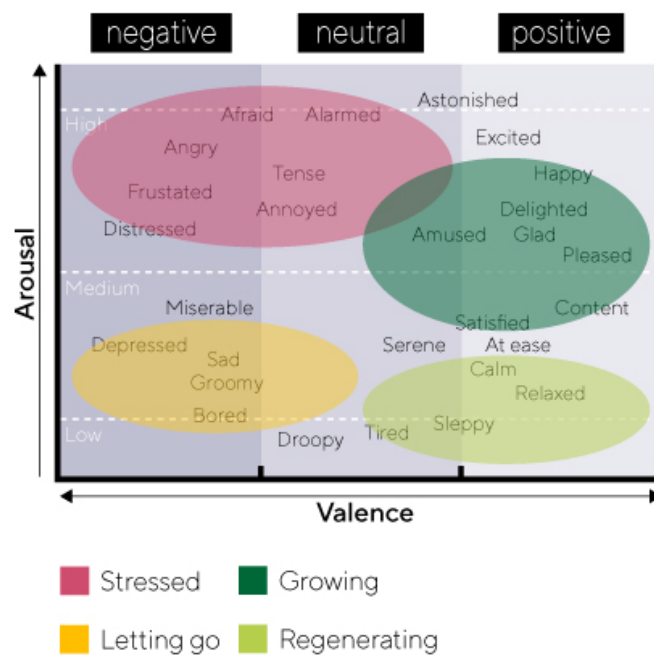 negative neutral positive
Astonished
High Afraid Alarmed
Excited
Angry
Tense Happy
Frustated
Annoyed Delighted
Distressed Amused Glad
Pleased
Arousal
Medium
Miserable Content
Satisfied
Depressed Serene At ease
Sad
Calm
Groomy
Relaxed
Bored
Sleppy
Low Droopy Tired
Valence
Stressed Growing
Letting go Regenerating